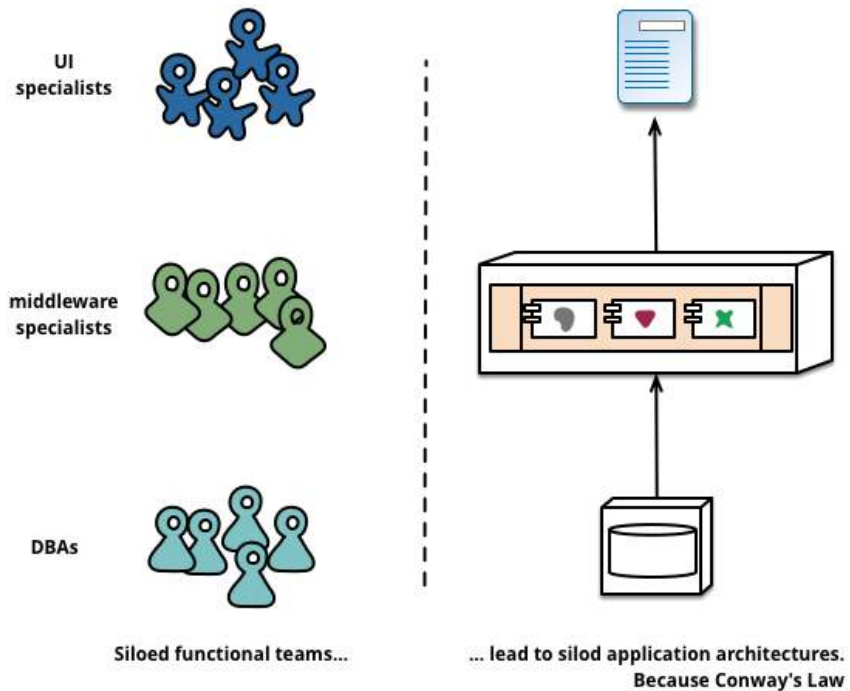 UI
specialists
middleware
specialists
DBAs
Siloed functional teams...
... lead to silod application architectures.
Because Conway's Law